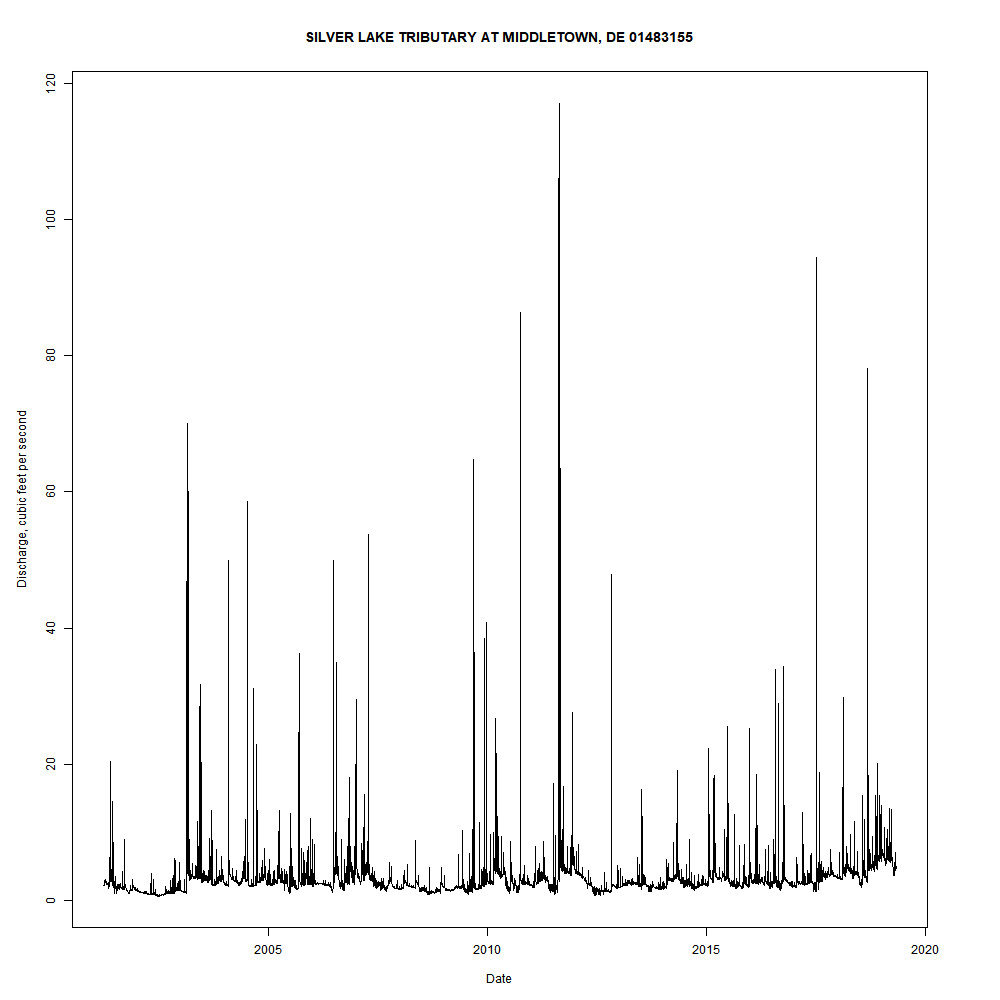 SILVER LAKE TRIBUTARY AT MIDDLETOWN, DE 01483155
120
100
80
60
40
20
0
Discharge, cubic feet per second
2005 2010 2015 2020
Date